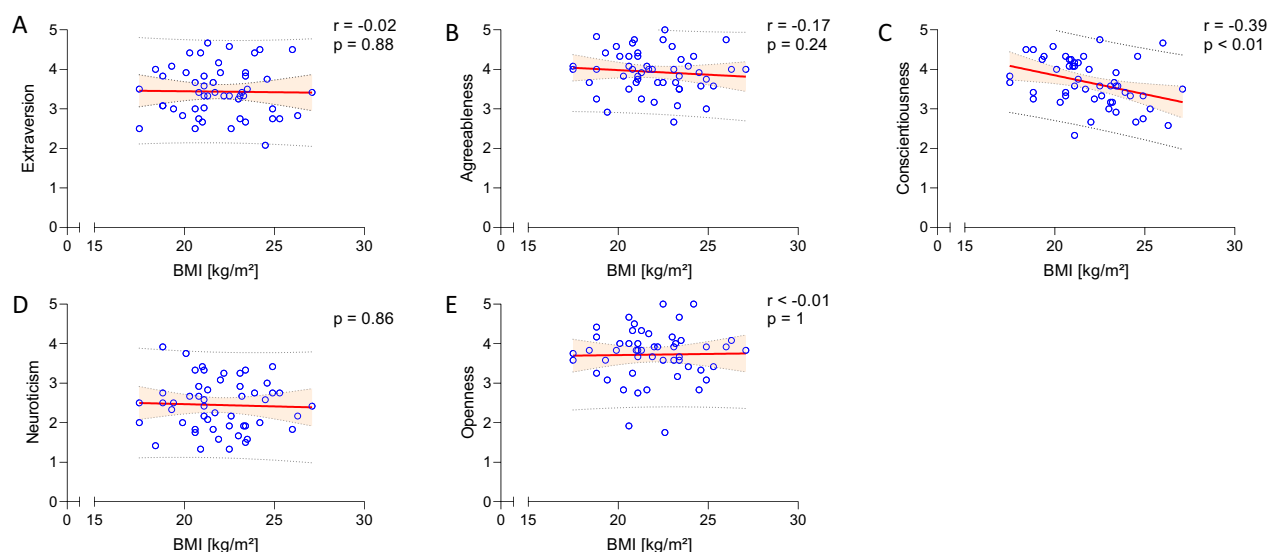 A
r = -0.02
p = 0.88
Extraversion
5
4
3
2
1
0
0 15 20 25 30
BMI [kg/m²]
B
r = -0.17
p = 0.24
Agreeableness
5
4
3
2
1
0
0 15 20 25 30
BMI [kg/m²]
C
r = -0.39
p < 0.01
Conscientiousness
5
4
3
2
1
0
0 15 20 25 30
BMI [kg/m²]
D
p = 0.86
Neuroticism
5
4
3
2
1
0
0 15 20 25 30
BMI [kg/m²]
E
r < -0.01
p = 1
Openness
5
4
3
2
1
0
0 15 20 25 30
BMI [kg/m²]